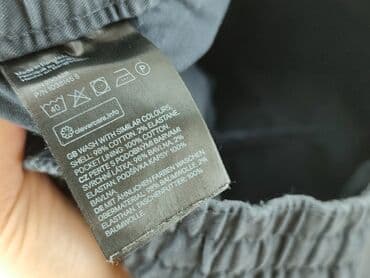 P
clevercare.info
GB WASH WITH SIMILAR COLOURS,
SHELL: 98% COTTON, 2% ELASTANE,
POCKET LINING: 100% COTTON
CZ PERTE S PODOBNÝMI BARVAMI
SVRCHNÍ LÁTKA: 98% BAVLNA, 2%
ELASTAN, PODŠÍVKA KAPSY: 100%
BAVLNA
DE MIT ÄHNLICHEN FARBEN WASCHEN
OBERMATERIAL: 98% BAUMWOLLE, 2%
ELASTHAN, TASCHENFUTTER: 100%
BAUMWOLLE